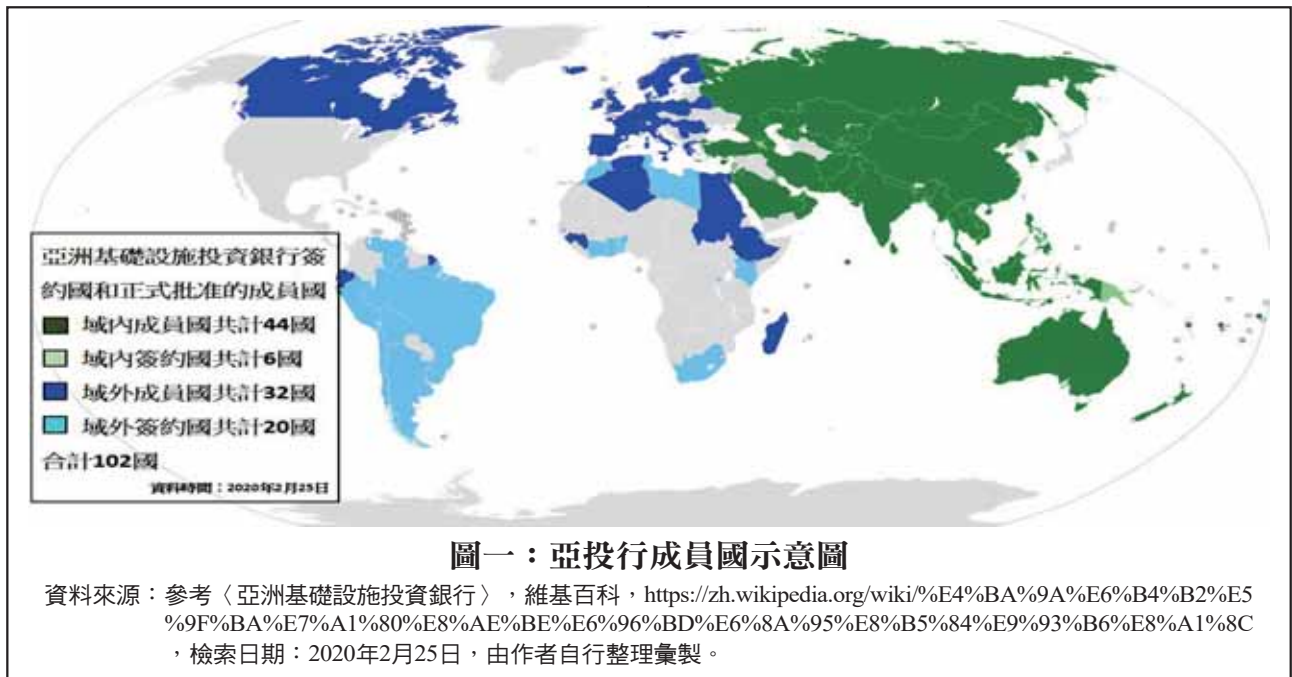 亞洲基礎設施投資銀行簽
約國和正式批准的成員國
域內成員國共計44國
域內簽約國共計6國
域外成員國共計32國
域外簽約國共計20國
合計102國
資料時間：2020年2月25日
圖一：亞投行成員國示意圖
資料來源：參考〈亞洲基礎設施投資銀行〉，維基百科，https://zh.wikipedia.org/wiki/%E4%BA%9A%E6%B4%B2%E5
%9F%BA%E7%A1%80%E8%AE%BE%E6%96%BD%E6%8A%95%E8%B5%84%E9%93%B6%E8%A1%8C
，檢索日期：2020年2月25日，由作者自行整理彙製。